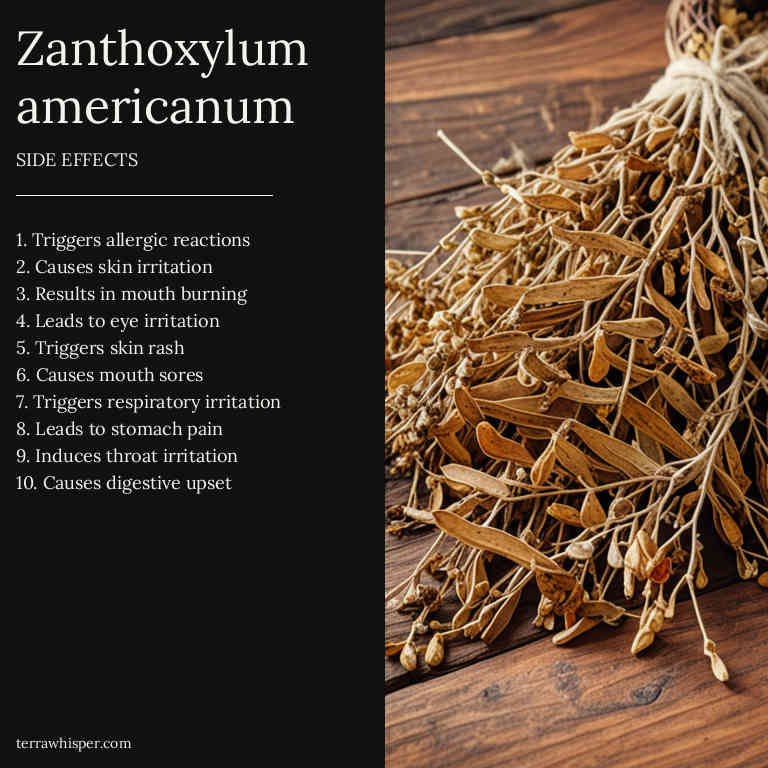 Zanthoxylum
americanum
SIDE EFFECTS
1. Triggers allergic reactions
2. Causes skin irritation
3. Results in mouth burning
4. Leads to eye irritation
5. Triggers skin rash
6. Causes mouth sores
7. Triggers respiratory irritation
8. Leads to stomach pain
9. Induces throat irritation
10. Causes digestive upset
terrawhisper.com